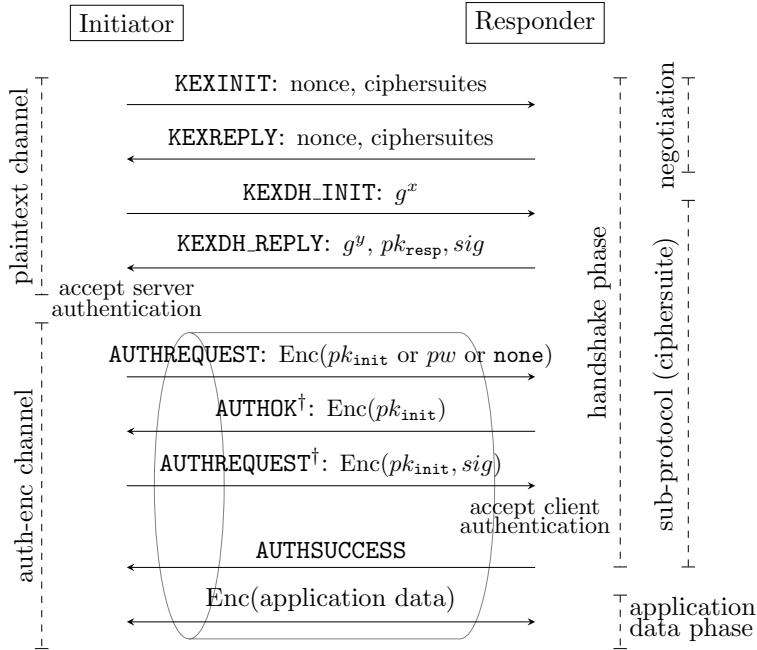 Initiator
Responder
KEXINIT: nonce, ciphersuites
KEXREPLY: nonce, ciphersuites
KEXDH_INIT: g^x
KEXDH_REPLY: g^y, pk_resp, sig
accept server
authentication
AUTHREQUEST: Enc(pk_init or pw or none)
AUTHOK†: Enc(pk_init)
AUTHREQUEST†: Enc(pk_init, sig)
accept client
authentication
AUTHSUCCESS
Enc(application data)
plaintext channel
auth-enc channel
handshake phase
negotiation
sub-protocol (ciphersuite)
application
data phase